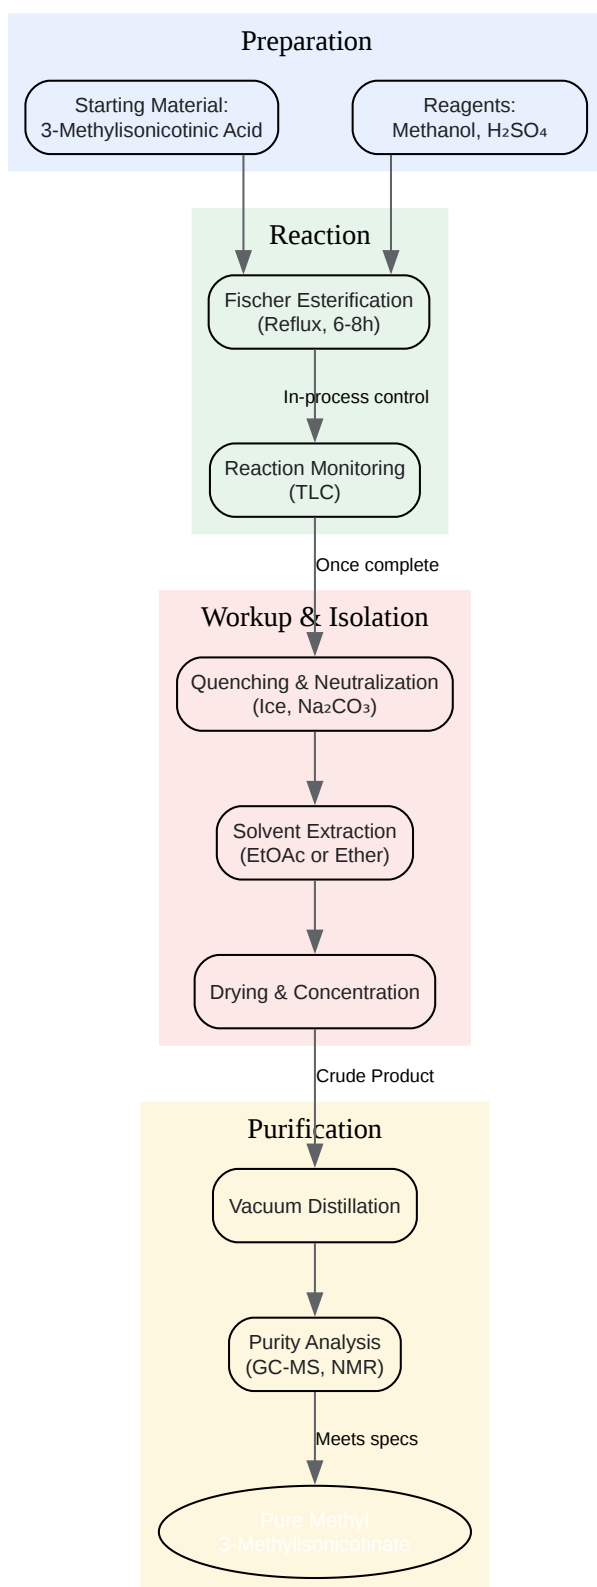 Preparation
Starting Material:
3-Methylisonicotinic Acid
Reagents:
Methanol, H₂SO₄
Reaction
Fischer Esterification
(Reflux, 6-8h)
In-process control
Reaction Monitoring
(TLC)
Once complete
Workup & Isolation
Quenching & Neutralization
(Ice, Na₂CO₃)
Solvent Extraction
(EtOAc or Ether)
Drying & Concentration
Crude Product
Purification
Vacuum Distillation
Purity Analysis
(GC-MS, NMR)
Meets specs
Pure Methyl
3-Methylisonicotinate